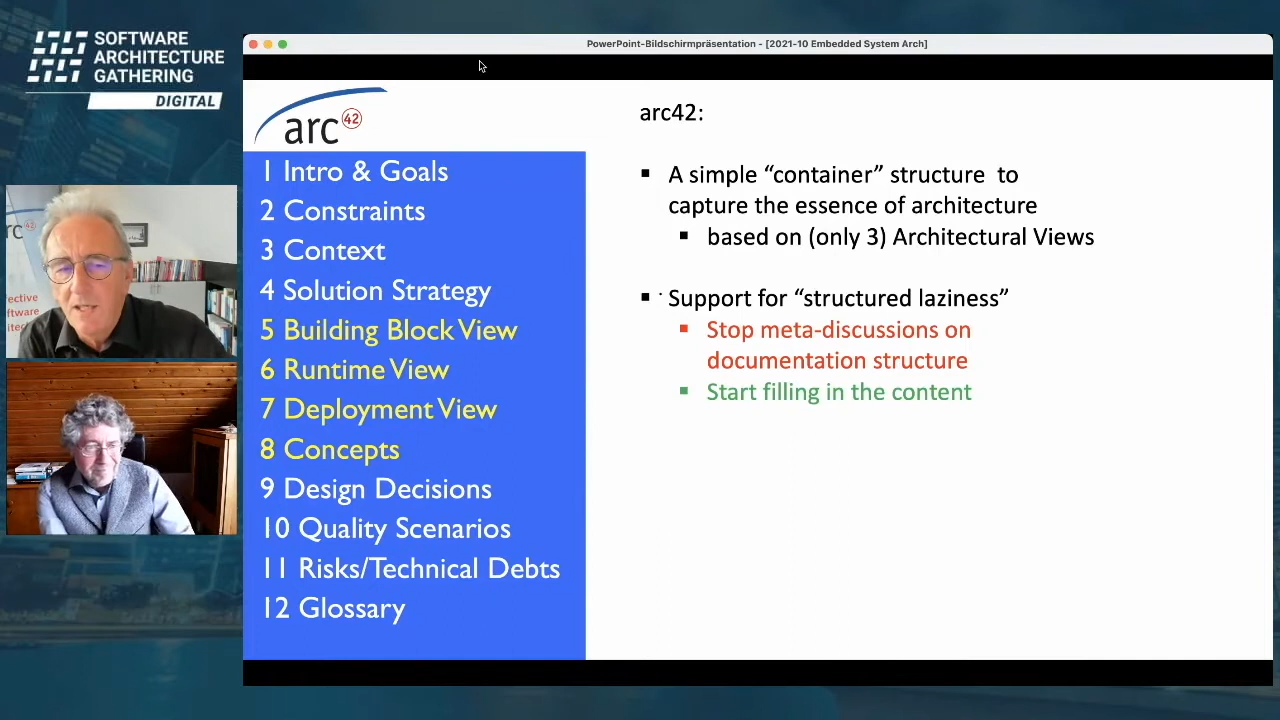 SOFTWARE
ARCHITECTURE
GATHERING
DIGITAL
PowerPoint-Bildschirmpräsentation - [2021-10 Embedded System Arch]
arc42
1 Intro & Goals
2 Constraints
3 Context
4 Solution Strategy
5 Building Block View
6 Runtime View
7 Deployment View
8 Concepts
9 Design Decisions
10 Quality Scenarios
11 Risks/Technical Debts
12 Glossary
arc42:
▪ A simple “container” structure to
capture the essence of architecture
▪ based on (only 3) Architectural Views
▪ Support for “structured laziness”
▪ Stop meta-discussions on
documentation structure
▪ Start filling in the content